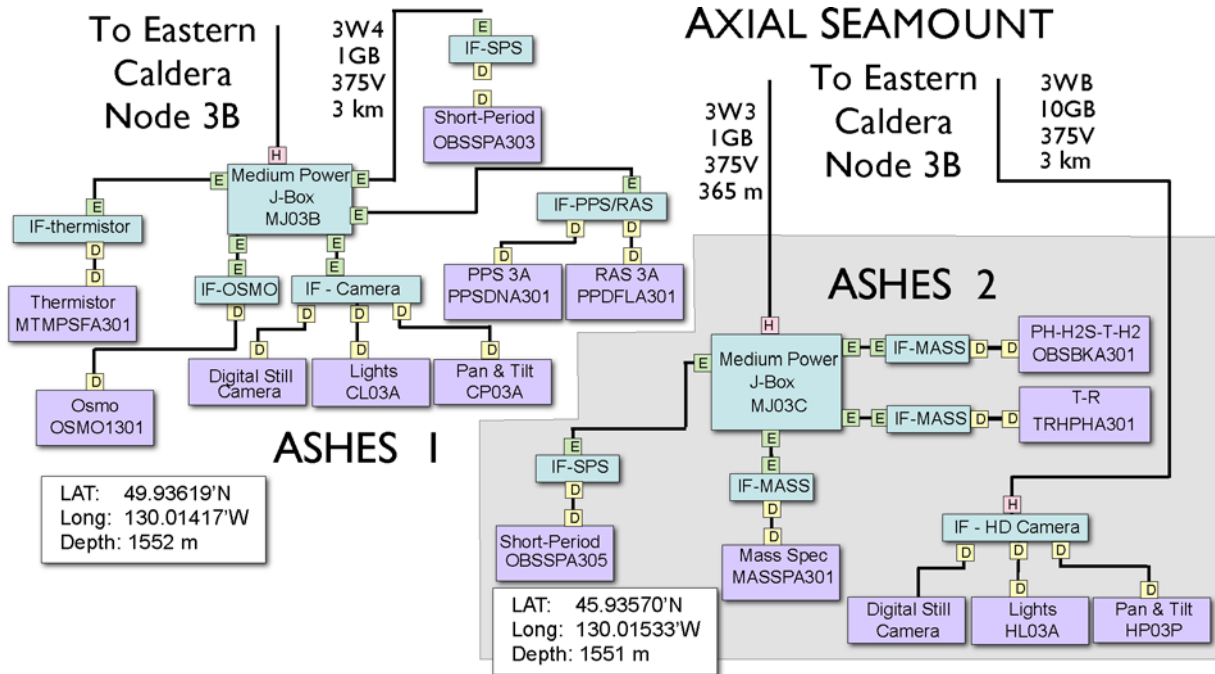 AXIAL SEAMOUNT
To Eastern
Caldera
Node 3B
3W4
1GB
375V
3 km
E
IF-SPS
D
D
Short-Period
OBSSPA303
H
Medium Power
J-Box
MJ03B
E
E
E
E
E
E
IF-thermistor
D
D
Thermistor
MTMPSFA301
E
E
IF-OSMO
D
D
Osmo
OSMO1301
E
IF - Camera
D
D
D
D
Digital Still
Camera
D
Lights
CL03A
D
Pan & Tilt
CP03A
E
IF-PPS/RAS
D
D
D
PPS 3A
PPSDNA301
D
RAS 3A
PPDFLA301
ASHES 1
LAT: 49.93619'N
Long: 130.01417'W
Depth: 1552 m
3W3
1GB
375V
365 m
To Eastern
Caldera
Node 3B
3WB
10GB
375V
3 km
ASHES 2
H
Medium Power
J-Box
MJ03C
E
E
E
IF-MASS
D
D
PH-H2S-T-H2
OBSBKA301
E
E
IF-MASS
D
D
T-R
TRHPHA301
E
IF-SPS
D
D
Short-Period
OBSSPA305
E
E
IF-MASS
D
D
Mass Spec
MASSPA301
H
IF - HD Camera
D
D
D
Digital Still
Camera
D
Lights
HL03A
D
Pan & Tilt
HP03P
LAT: 45.93570'N
Long: 130.01533'W
Depth: 1551 m